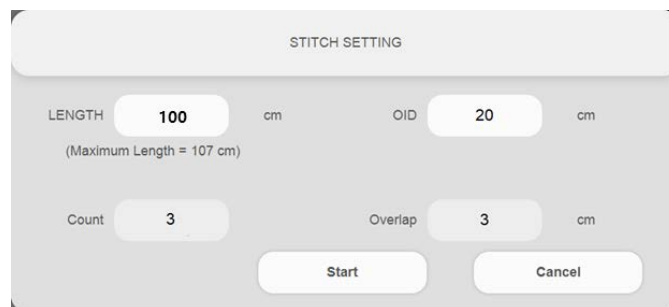 STITCH SETTING
LENGTH 100 cm OID 20 cm
(Maximum Length = 107 cm)
Count 3 Overlap 3 cm
Start Cancel